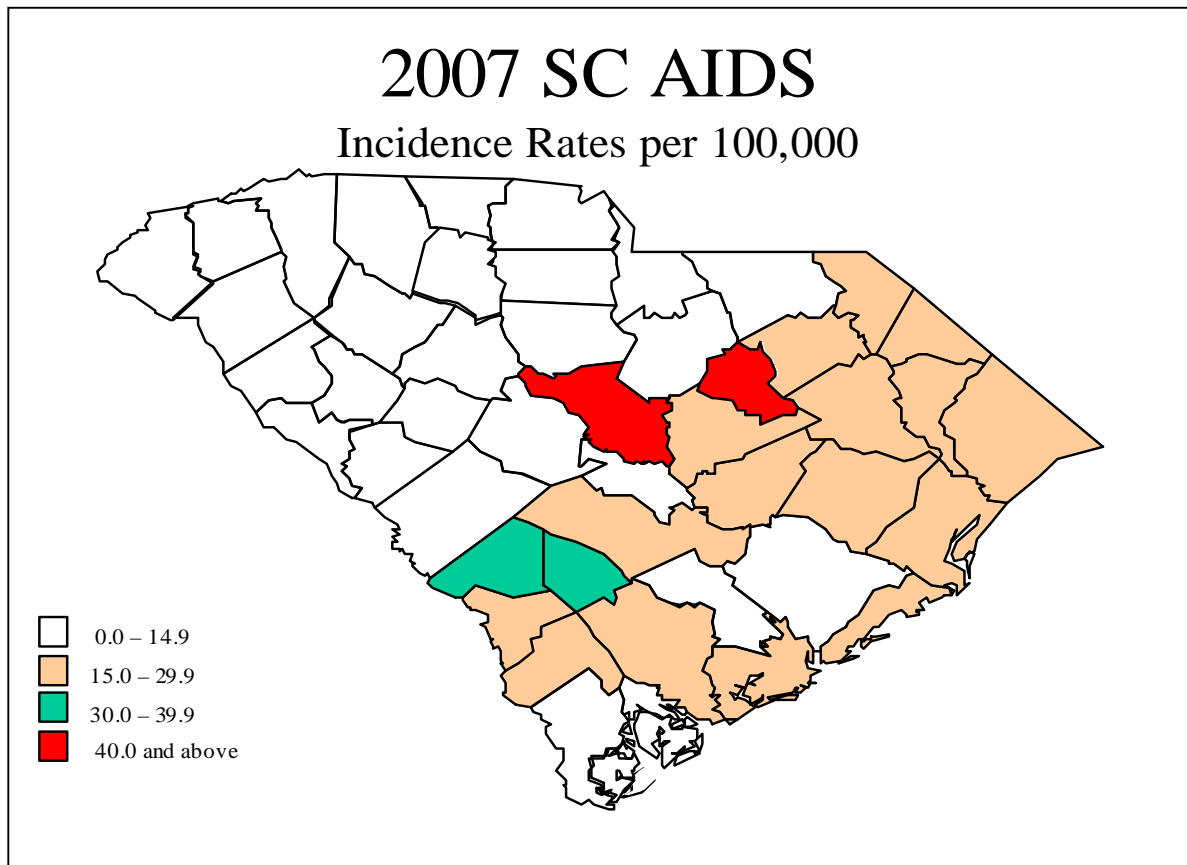 2007 SC AIDS
Incidence Rates per 100,000
0.0 – 14.9
15.0 – 29.9
30.0 – 39.9
40.0 and above